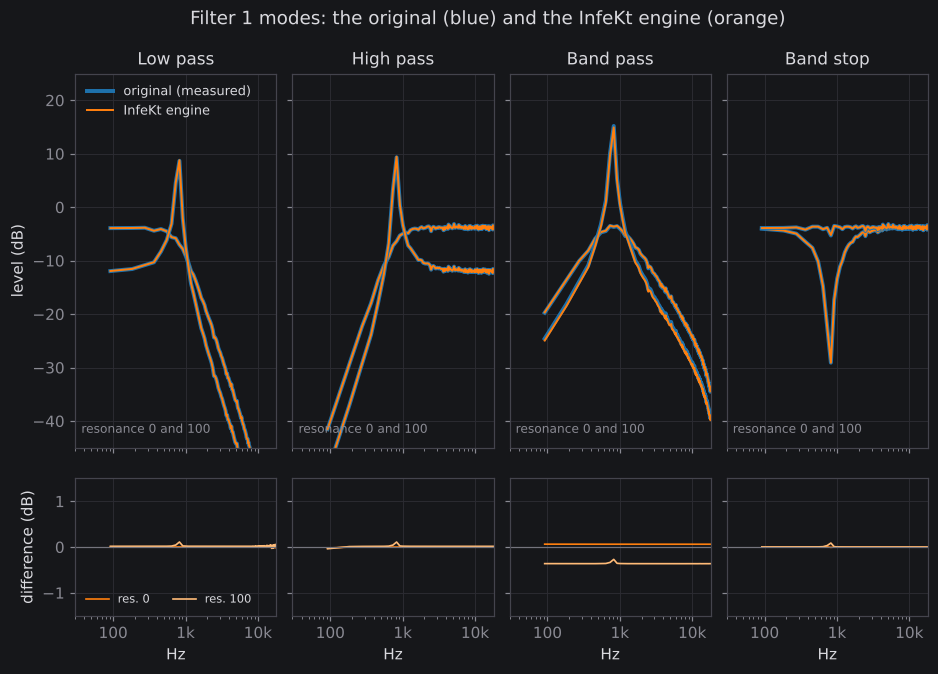 Filter 1 modes: the original (blue) and the InfeKt engine (orange)
Low pass
High pass
Band pass
Band stop
level (dB)
20
10
0
−10
−20
−30
−40
original (measured)
InfeKt engine
resonance 0 and 100
resonance 0 and 100
resonance 0 and 100
resonance 0 and 100
difference (dB)
1
0
−1
res. 0
res. 100
100 1k 10k
100 1k 10k
100 1k 10k
100 1k 10k
Hz
Hz
Hz
Hz